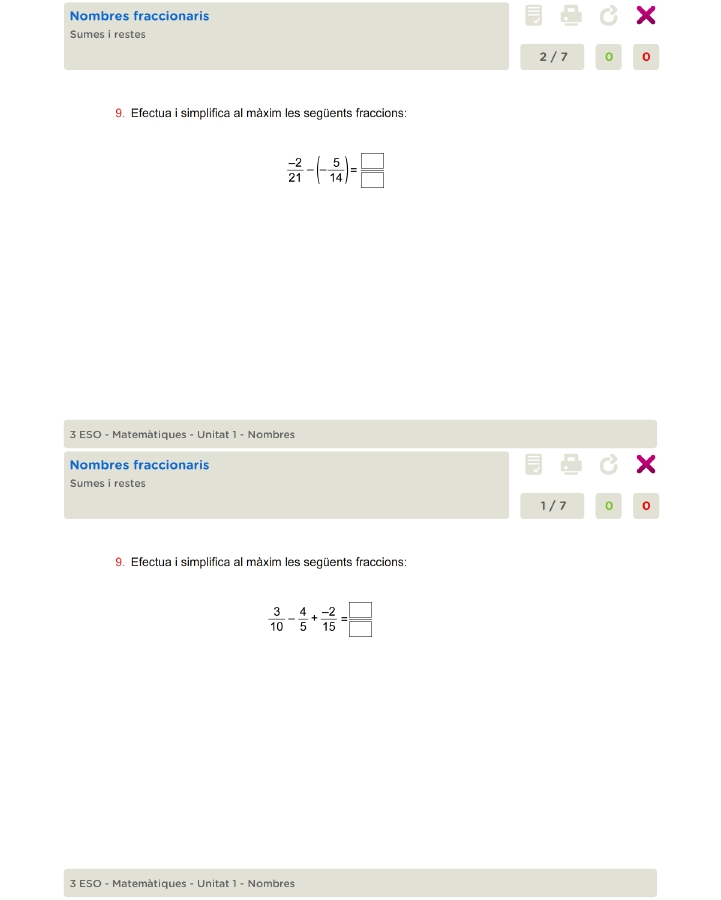 Nombres fraccionaris
Sumes i restes
2 / 7
0
0
9. Efectua i simplifica al màxim les següents fraccions:
−2/21 − (− 5/14) =
3 ESO - Matemàtiques - Unitat 1 - Nombres
Nombres fraccionaris
Sumes i restes
1 / 7
0
0
9. Efectua i simplifica al màxim les següents fraccions:
3/10 − 4/5 + −2/15 =
3 ESO - Matemàtiques - Unitat 1 - Nombres